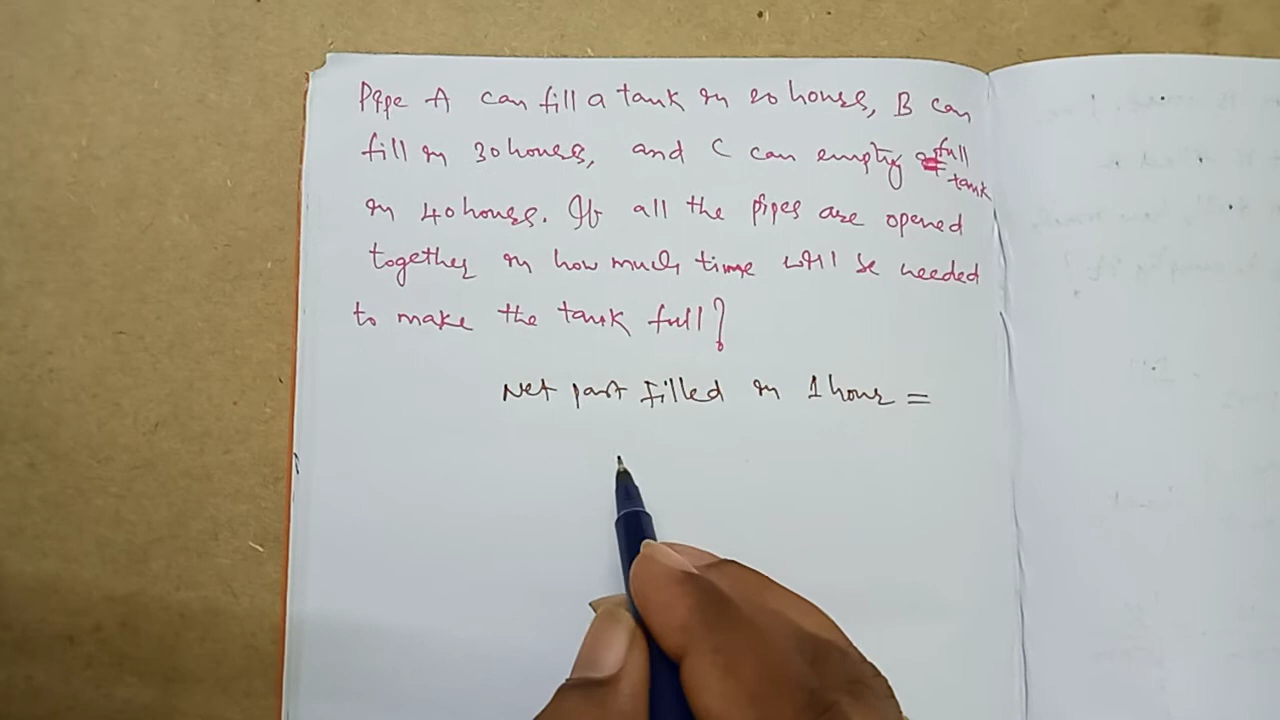 Pipe A can fill a tank in 20 hours, B can
fill in 30 hours, and C can empty a full
tank
in 40 hours. If all the pipes are opened
together in how much time will be needed
to make the tank full?
Net part filled in 1 hour =